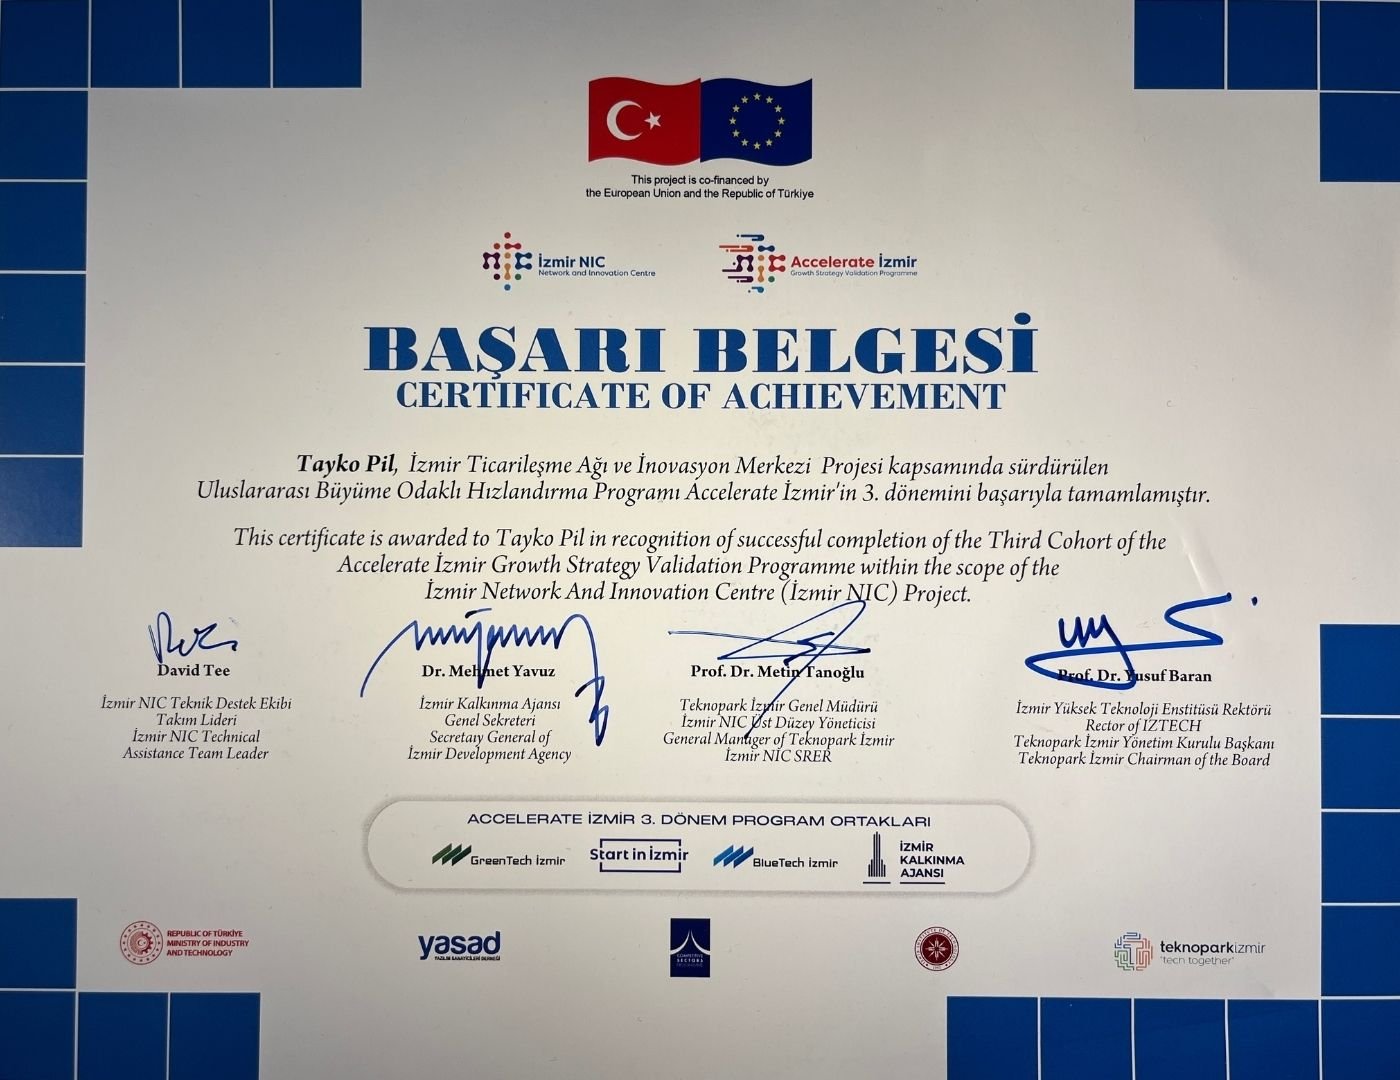 This project is co-financed by
the European Union and the Republic of Türkiye
İzmir NIC
Network and Innovation Centre
Accelerate İzmir
Growth Strategy Validation Programme
BAŞARI BELGESİ
CERTIFICATE OF ACHIEVEMENT
Tayko Pil, İzmir Ticarileşme Ağı ve İnovasyon Merkezi Projesi kapsamında sürdürülen
Uluslararası Büyüme Odaklı Hızlandırma Programı Accelerate İzmir'in 3. dönemini başarıyla tamamlamıştır.
This certificate is awarded to Tayko Pil in recognition of successful completion of the Third Cohort of the
Accelerate İzmir Growth Strategy Validation Programme within the scope of the
İzmir Network And Innovation Centre (İzmir NIC) Project.
David Tee
İzmir NIC Teknik Destek Ekibi
Takım Lideri
İzmir NIC Technical
Assistance Team Leader
Dr. Mehmet Yavuz
İzmir Kalkınma Ajansı
Genel Sekreteri
Secretay General of
İzmir Development Agency
Prof. Dr. Metin Tanoğlu
Teknopark İzmir Genel Müdürü
İzmir NIC Üst Düzey Yöneticisi
General Manager of Teknopark İzmir
İzmir NIC SRER
Prof. Dr. Yusuf Baran
İzmir Yüksek Teknoloji Enstitüsü Rektörü
Rector of IZTECH
Teknopark İzmir Yönetim Kurulu Başkanı
Teknopark İzmir Chairman of the Board
ACCELERATE İZMİR 3. DÖNEM PROGRAM ORTAKLARI
GreenTech İzmir
Start in İzmir
BlueTech İzmir
İZMİR
KALKINMA
AJANSI
REPUBLIC OF TÜRKİYE
MINISTRY OF INDUSTRY
AND TECHNOLOGY
yasad
YAZILIM SANAYİCİLERİ DERNEĞİ
COMPETITIVE
SECTORS
PROGRAMME
teknoparkizmir
'tech together'